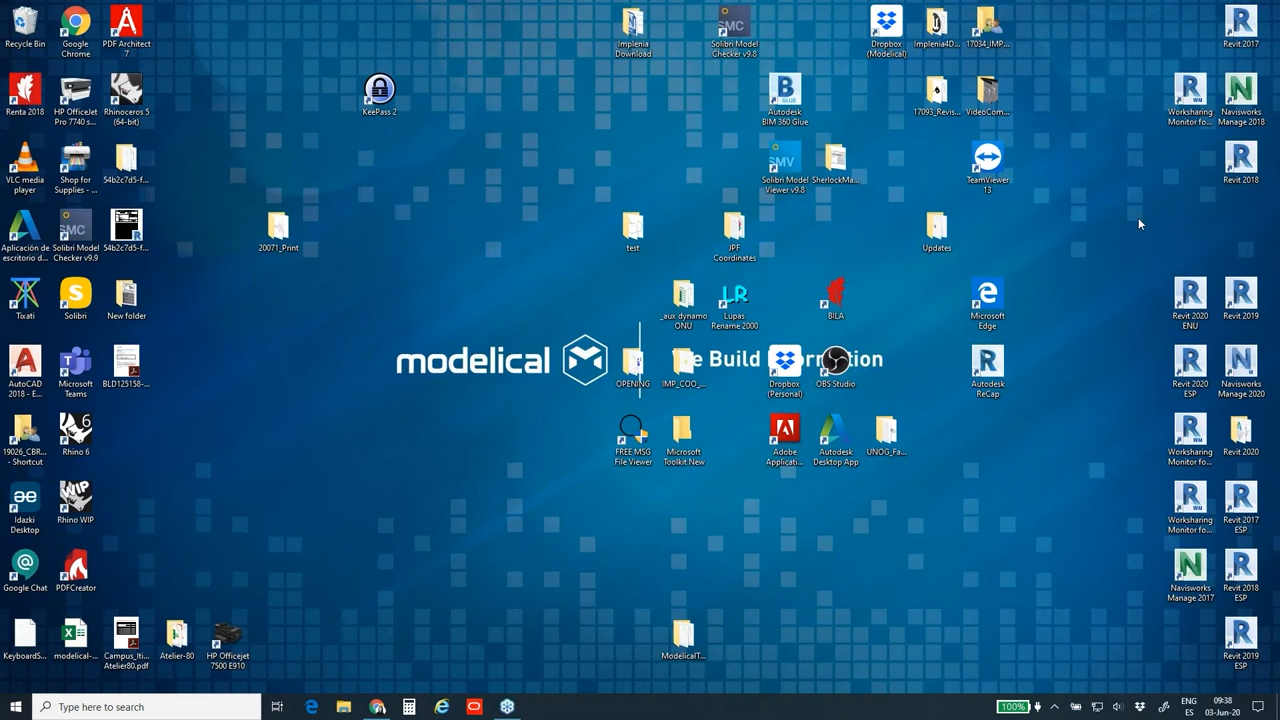 Recycle Bin
Google
Chrome
PDF Architect
7
Implenia
Download
SMC
Solibri Model
Checker v9.8
Dropbox
(Modelical)
Implenia4D...
17034_IMP...
Revit 2017
Renta 2018
HP OfficeJet
Pro 7740 s...
Rhinoceros 5
(64-bit)
KeePass 2
Autodesk
BIM 360 Glue
17093_Revis...
VideoCom...
Worksharing
Monitor fo...
Navisworks
Manage 2018
VLC media
player
Shop for
Supplies - ...
54b2c7d5-f...
SMV
Solibri Model
Viewer v9.8
SherlockMa...
TeamViewer
13
Revit 2018
Aplicación de
escritorio d...
SMC
Solibri Model
Checker v9.9
54b2c7d5-f...
20071_Print
test
JPF
Coordinates
Updates
Tixati
Solibri
New folder
_aux dynamo
ONU
LR
Lupas
Rename 2000
BILA
Microsoft
Edge
Revit 2020
ENU
Revit 2019
modelical
AutoCAD
2018 - E...
Microsoft
Teams
BLD125158-...
OPENING
IMP_COO_...
Dropbox
(Personal)
OBS Studio
Autodesk
ReCap
Revit 2020
ESP
Navisworks
Manage 2020
19026_CBR...
- Shortcut
Rhino 6
FREE MSG
File Viewer
Microsoft
Toolkit New
Adobe
Applicati...
Autodesk
Desktop App
UNOG_Fa...
Worksharing
Monitor fo...
Revit 2020
Idazki
Desktop
WIP
Rhino WIP
Worksharing
Monitor fo...
Revit 2017
ESP
Google Chat
PDFCreator
Navisworks
Manage 2017
Revit 2018
ESP
KeyboardS...
modelical-...
Campus_Iti...
Atelier80.pdf
Atelier-80
HP Officejet
7500 E910
ModelicalT...
Revit 2019
ESP
Type here to search
100%
ENG
ES
09:38
03-Jun-20